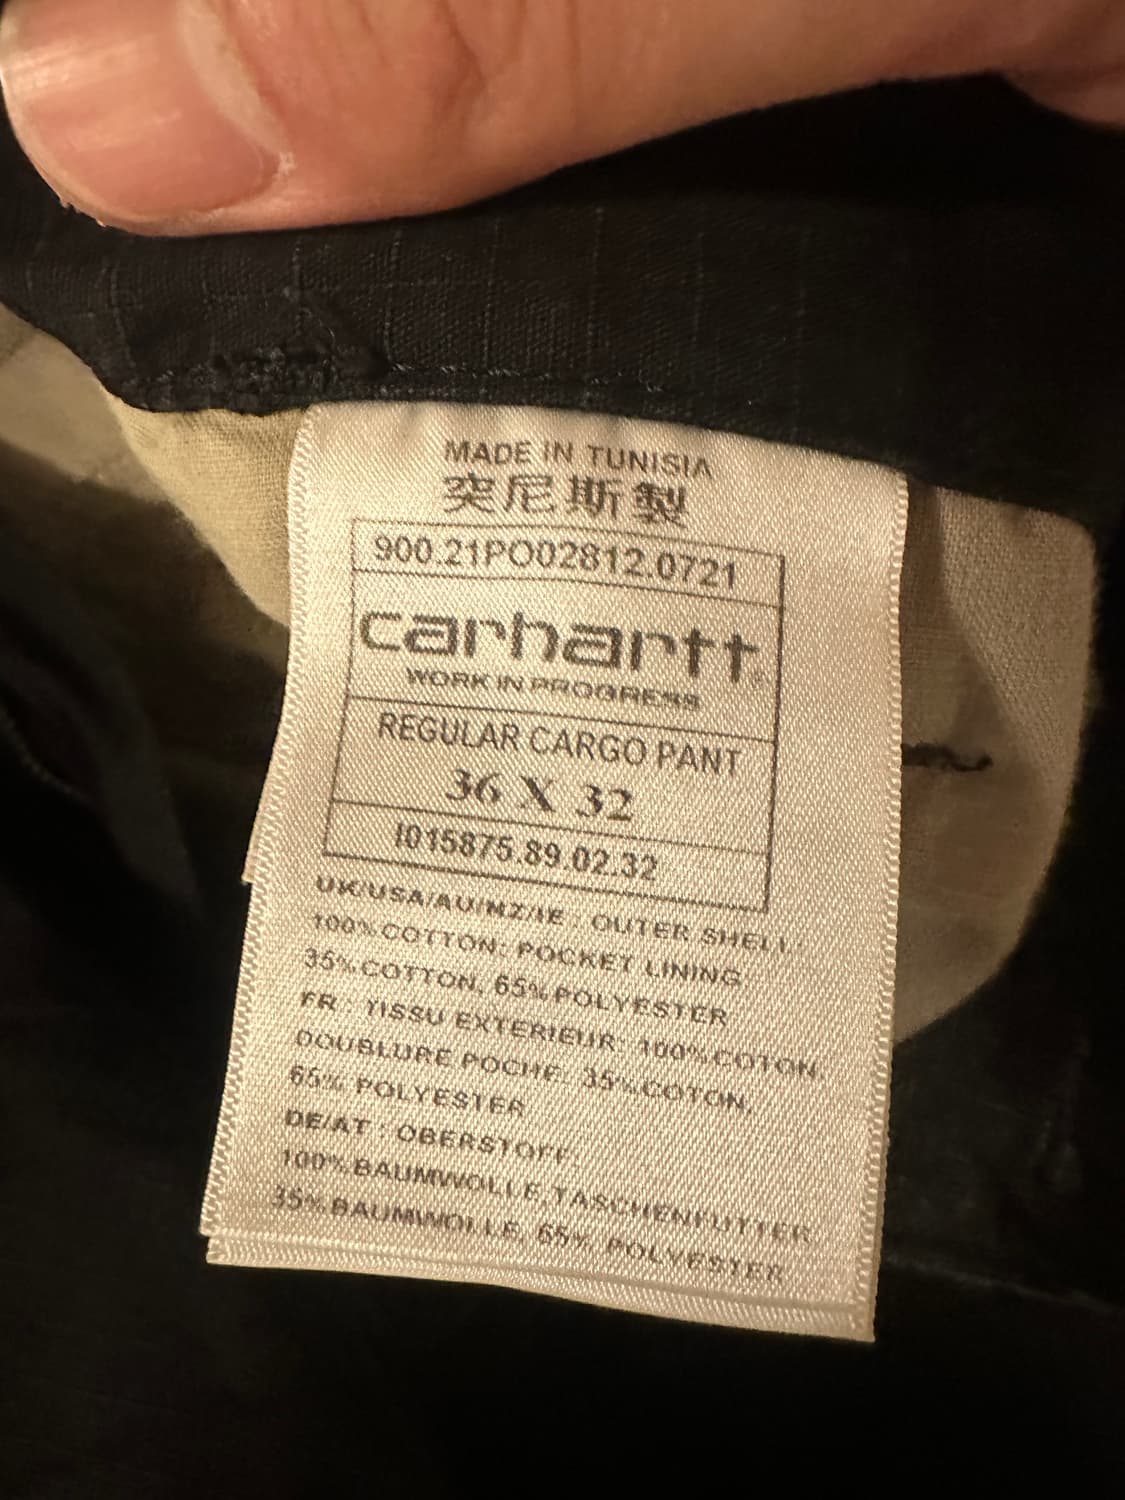 MADE IN TUNISIA
突尼斯製
900.21PO02812.0721
carhartt
WORK IN PROGRESS
REGULAR CARGO PANT
36 X 32
I015875.89.02.32
UK/USA/AU/NZ/IE : OUTER SHELL:
100%COTTON; POCKET LINING:
35%COTTON, 65%POLYESTER
FR : TISSU EXTERIEUR: 100%COTON,
DOUBLURE POCHE: 35%COTON,
65% POLYESTER
DE/AT : OBERSTOFF:
100%BAUMWOLLE,TASCHENFUTTER:
35%BAUMWOLLE, 65% POLYESTER